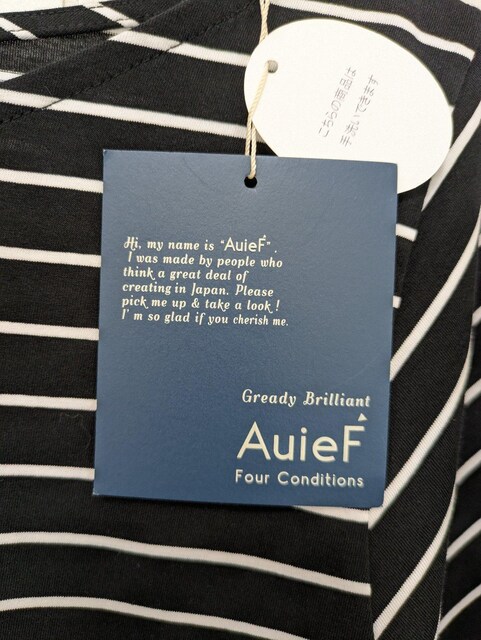 こちらの商品は
手洗いできます
Hi, my name is "AuieF".
I was made by people who
think a great deal of
creating in Japan. Please
pick me up & take a look!
I'm so glad if you cherish me.
Gready Brilliant
AuieF
Four Conditions